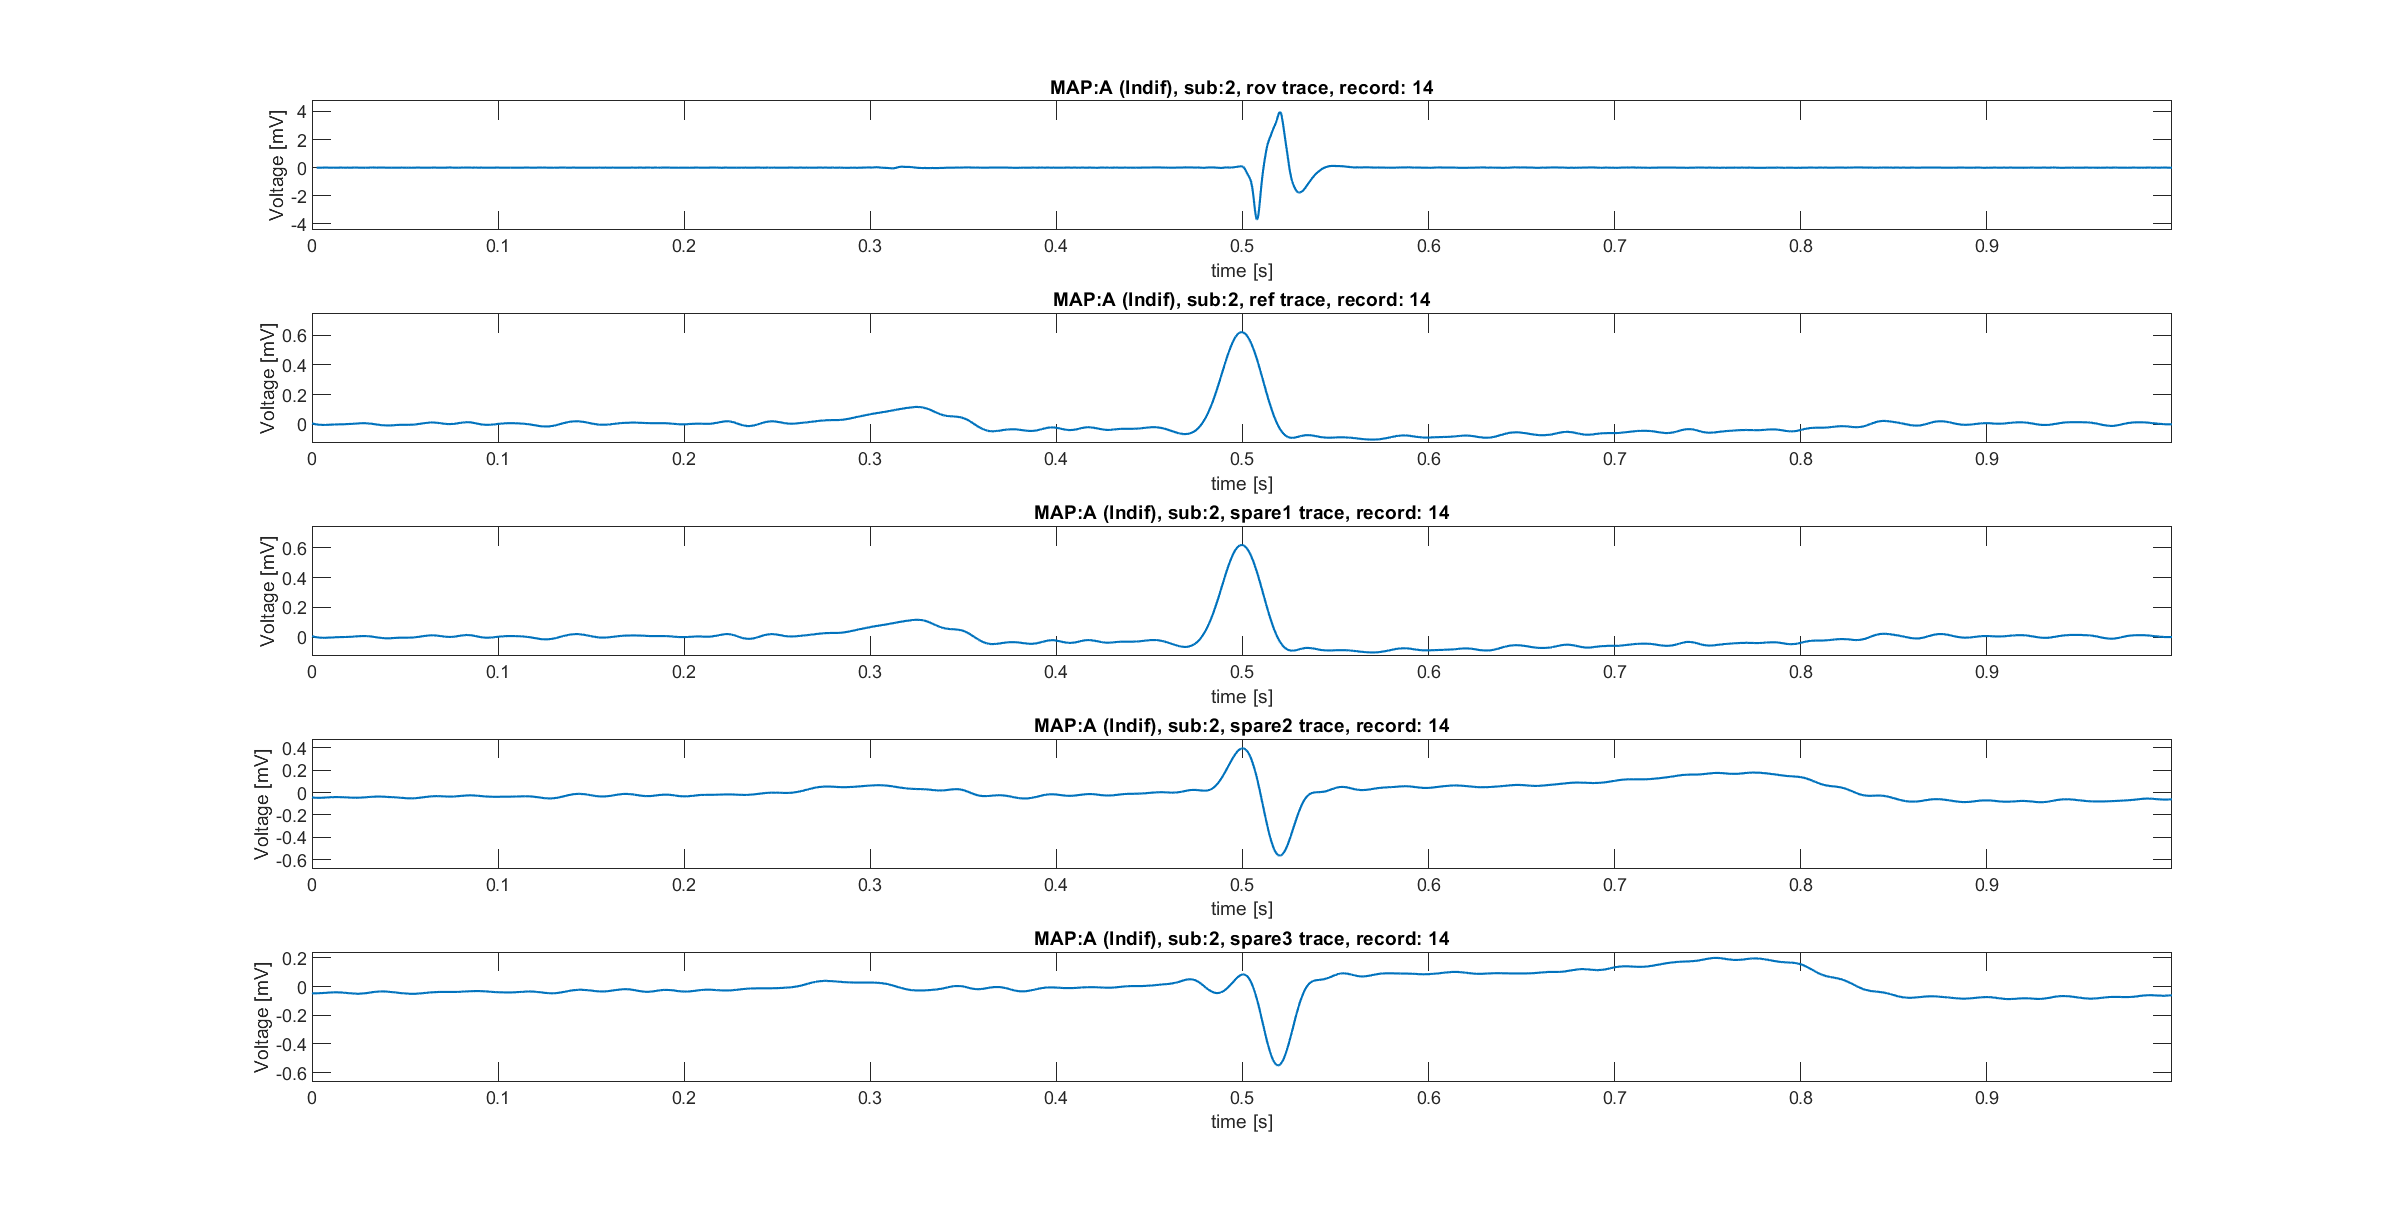 MAP:A (Indif), sub:2, rov trace, record: 14
Voltage [mV]
4
2
0
-2
-4
0 0.1 0.2 0.3 0.4 0.5 0.6 0.7 0.8 0.9
time [s]
MAP:A (Indif), sub:2, ref trace, record: 14
Voltage [mV]
0.6
0.4
0.2
0
0 0.1 0.2 0.3 0.4 0.5 0.6 0.7 0.8 0.9
time [s]
MAP:A (Indif), sub:2, spare1 trace, record: 14
Voltage [mV]
0.6
0.4
0.2
0
0 0.1 0.2 0.3 0.4 0.5 0.6 0.7 0.8 0.9
time [s]
MAP:A (Indif), sub:2, spare2 trace, record: 14
Voltage [mV]
0.4
0.2
0
-0.2
-0.4
-0.6
0 0.1 0.2 0.3 0.4 0.5 0.6 0.7 0.8 0.9
time [s]
MAP:A (Indif), sub:2, spare3 trace, record: 14
Voltage [mV]
0.2
0
-0.2
-0.4
-0.6
0 0.1 0.2 0.3 0.4 0.5 0.6 0.7 0.8 0.9
time [s]